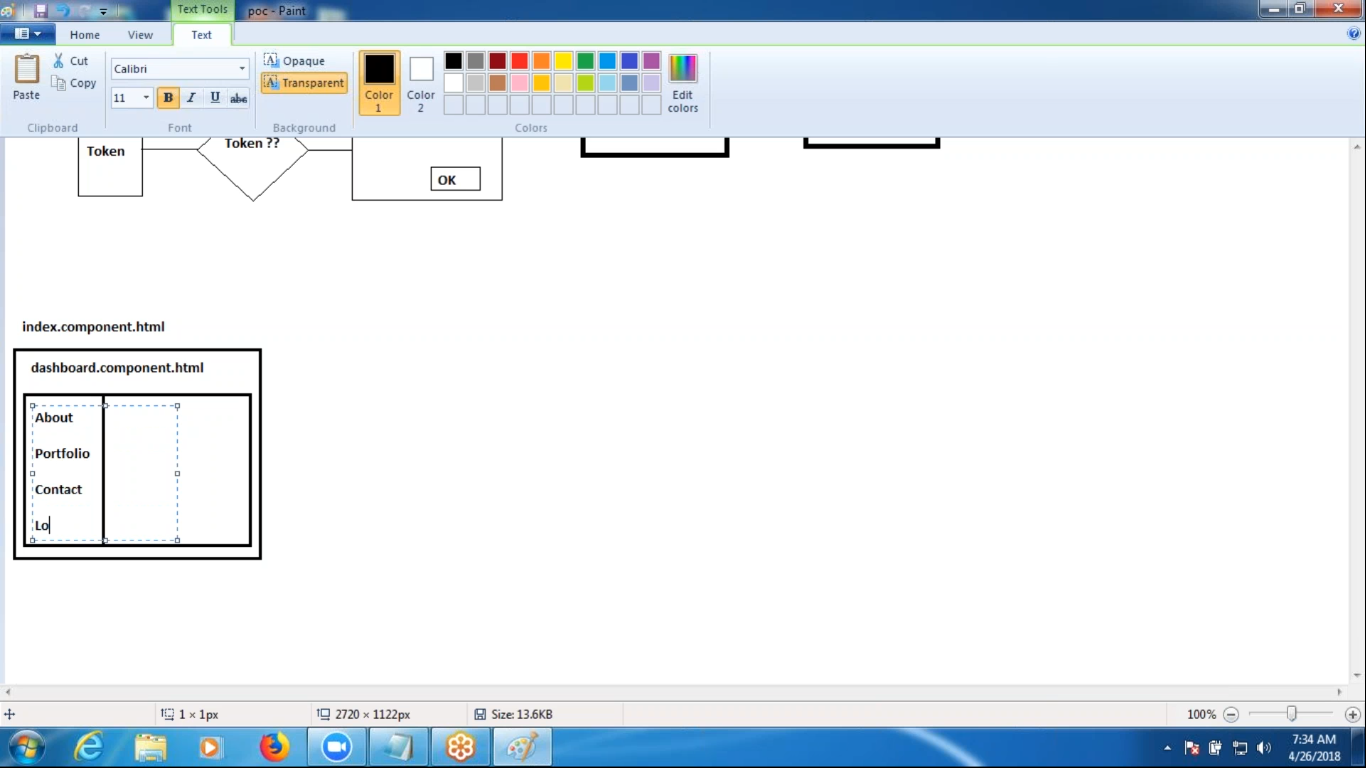 Text Tools
poc - Paint
Home
View
Text
Paste
Cut
Copy
Clipboard
Calibri
11
B
I
U
abc
Font
Opaque
Transparent
Background
Color
1
Color
2
Edit
colors
Colors
Token
Token ??
OK
index.component.html
dashboard.component.html
About
Portfolio
Contact
Lo
1 × 1px
2720 × 1122px
Size: 13.6KB
100%
7:34 AM
4/26/2018